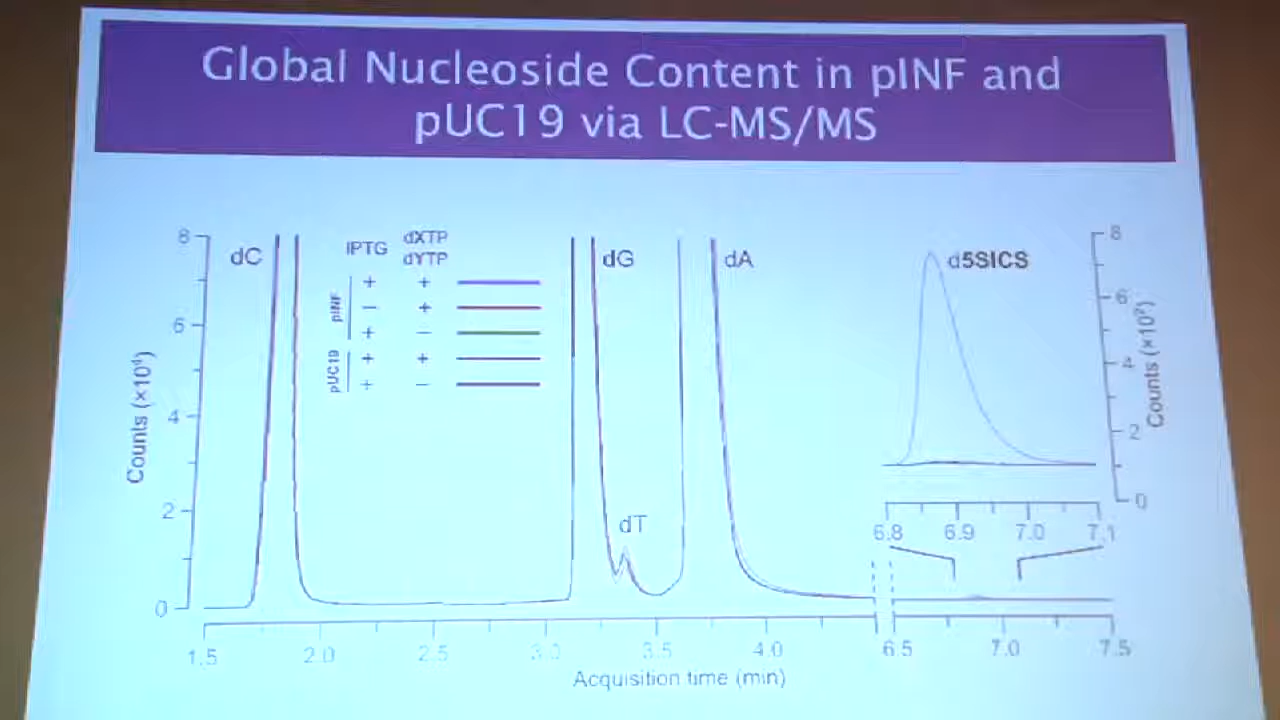 Global Nucleoside Content in pINF and
pUC19 via LC-MS/MS
8
6
4
2
0
Counts (×10⁴)
dC
IPTG
dXTP
dYTP
pINF
+ +
− +
+ −
pUC19
+ +
+ −
dG
dT
dA
d5SICS
8
6
4
2
0
Counts (×10²)
6.8 6.9 7.0 7.1
1.5 2.0 2.5 3.0 3.5 4.0 6.5 7.0 7.5
Acquisition time (min)